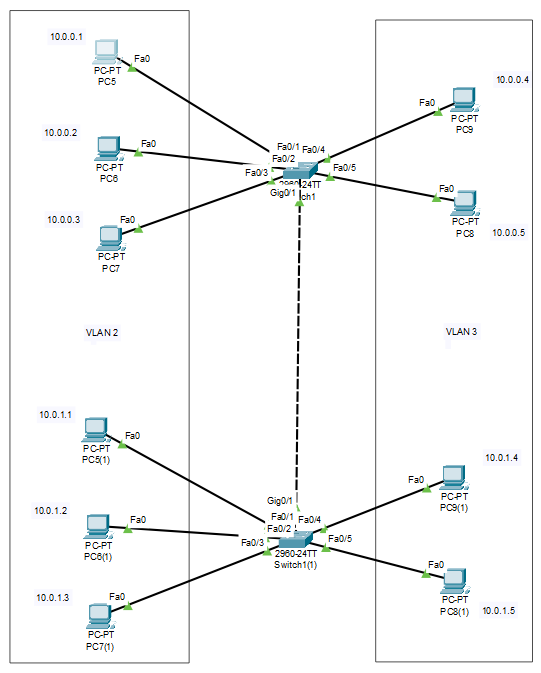 10.0.0.1
Fa0
PC-PT
PC5
10.0.0.4
Fa0
PC-PT
PC9
10.0.0.2
Fa0
PC-PT
PC6
Fa0/1
Fa0/4
Fa0/2
Fa0/3
Fa0/5
2960-24TT
Gig0/1
ch1
Fa0
PC-PT
PC8
10.0.0.5
10.0.0.3
Fa0
PC-PT
PC7
VLAN 2
VLAN 3
10.0.1.1
Fa0
PC-PT
PC5(1)
10.0.1.4
Fa0
PC-PT
PC9(1)
10.0.1.2
Fa0
PC-PT
PC6(1)
Gig0/1
Fa0/1
Fa0/4
Fa0/2
Fa0/3
Fa0/5
2960-24TT
Switch1(1)
Fa0
PC-PT
PC8(1)
10.0.1.5
10.0.1.3
Fa0
PC-PT
PC7(1)